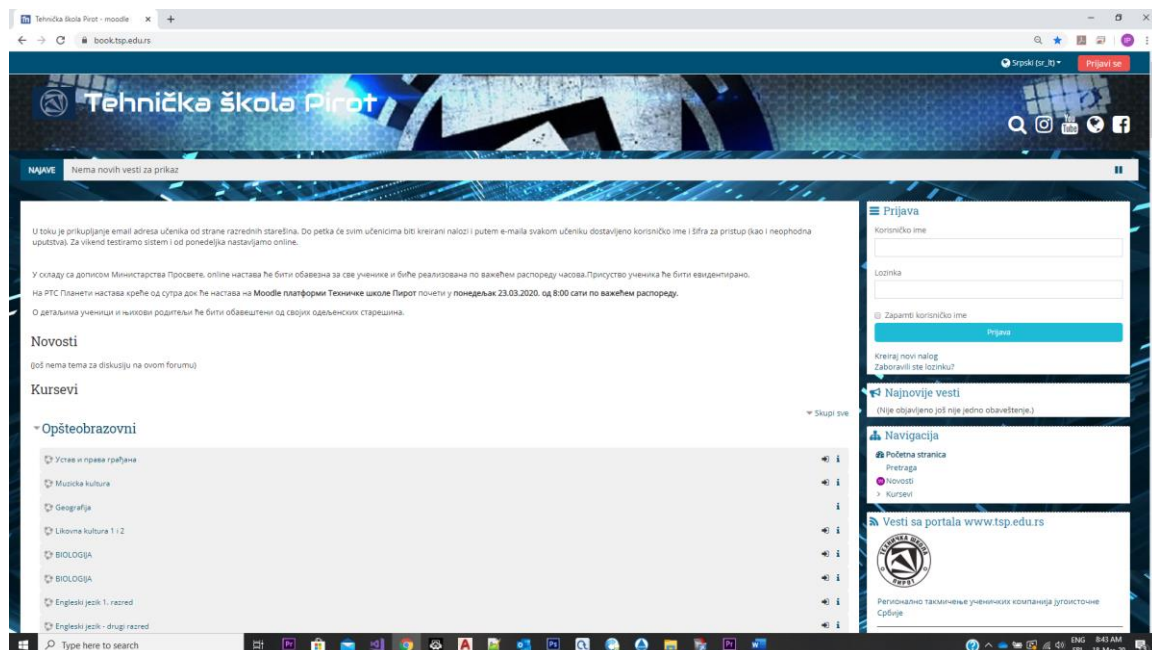 Tehnička škola Pirot - moodle
book.tsp.edu.rs
Srpski (sr_lt)
Prijavi se
Tehnička škola Pirot
NAJAVE
Nema novih vesti za prikaz
U toku je prikupljanje email adresa učenika od strane razrednih starešina. Do petka će svim učenicima biti kreirani nalozi i putem e-maila svakom učeniku dostavljeno korisničko ime i šifra za pristup (kao i neophodna
uputstva). Za vikend testiramo sistem i od ponedeljka nastavljamo online.
У складу са дописом Министарства Просвете, online настава ће бити обавезна за све ученике и биће реализована по важећем распореду часова.Присуство ученика ће бити евидентирано.
На РТС Планети настава креће од сутра док ће настава на Moodle платформи Техничке школе Пирот почети у понедељак 23.03.2020. од 8:00 сати по важећем распореду.
О детаљима ученици и њихови родитељи ће бити обавештени од својих одељенских старешина.
Novosti
(Još nema tema za diskusiju na ovom forumu)
Kursevi
Skupi sve
Opšteobrazovni
Устав и права грађана
Muzicka kultura
Geografija
Likovna kultura 1 i 2
BIOLOGIJA
BIOLOGIJA
Engleski jezik 1. razred
Engleski jezik - drugi razred
Prijava
Korisničko ime
Lozinka
Zapamti korisničko ime
Prijava
Kreiraj novi nalog
Zaboravili ste lozinku?
Najnovije vesti
(Nije objavljeno još nije jedno obaveštenje.)
Navigacija
Početna stranica
Pretraga
Novosti
Kursevi
Vesti sa portala www.tsp.edu.rs
ТЕХНИЧКА ШКОЛА
ПИРОТ
Регионално такмичење ученичких компанија југоисточне
Србије
Type here to search
ENG
8:43 AM